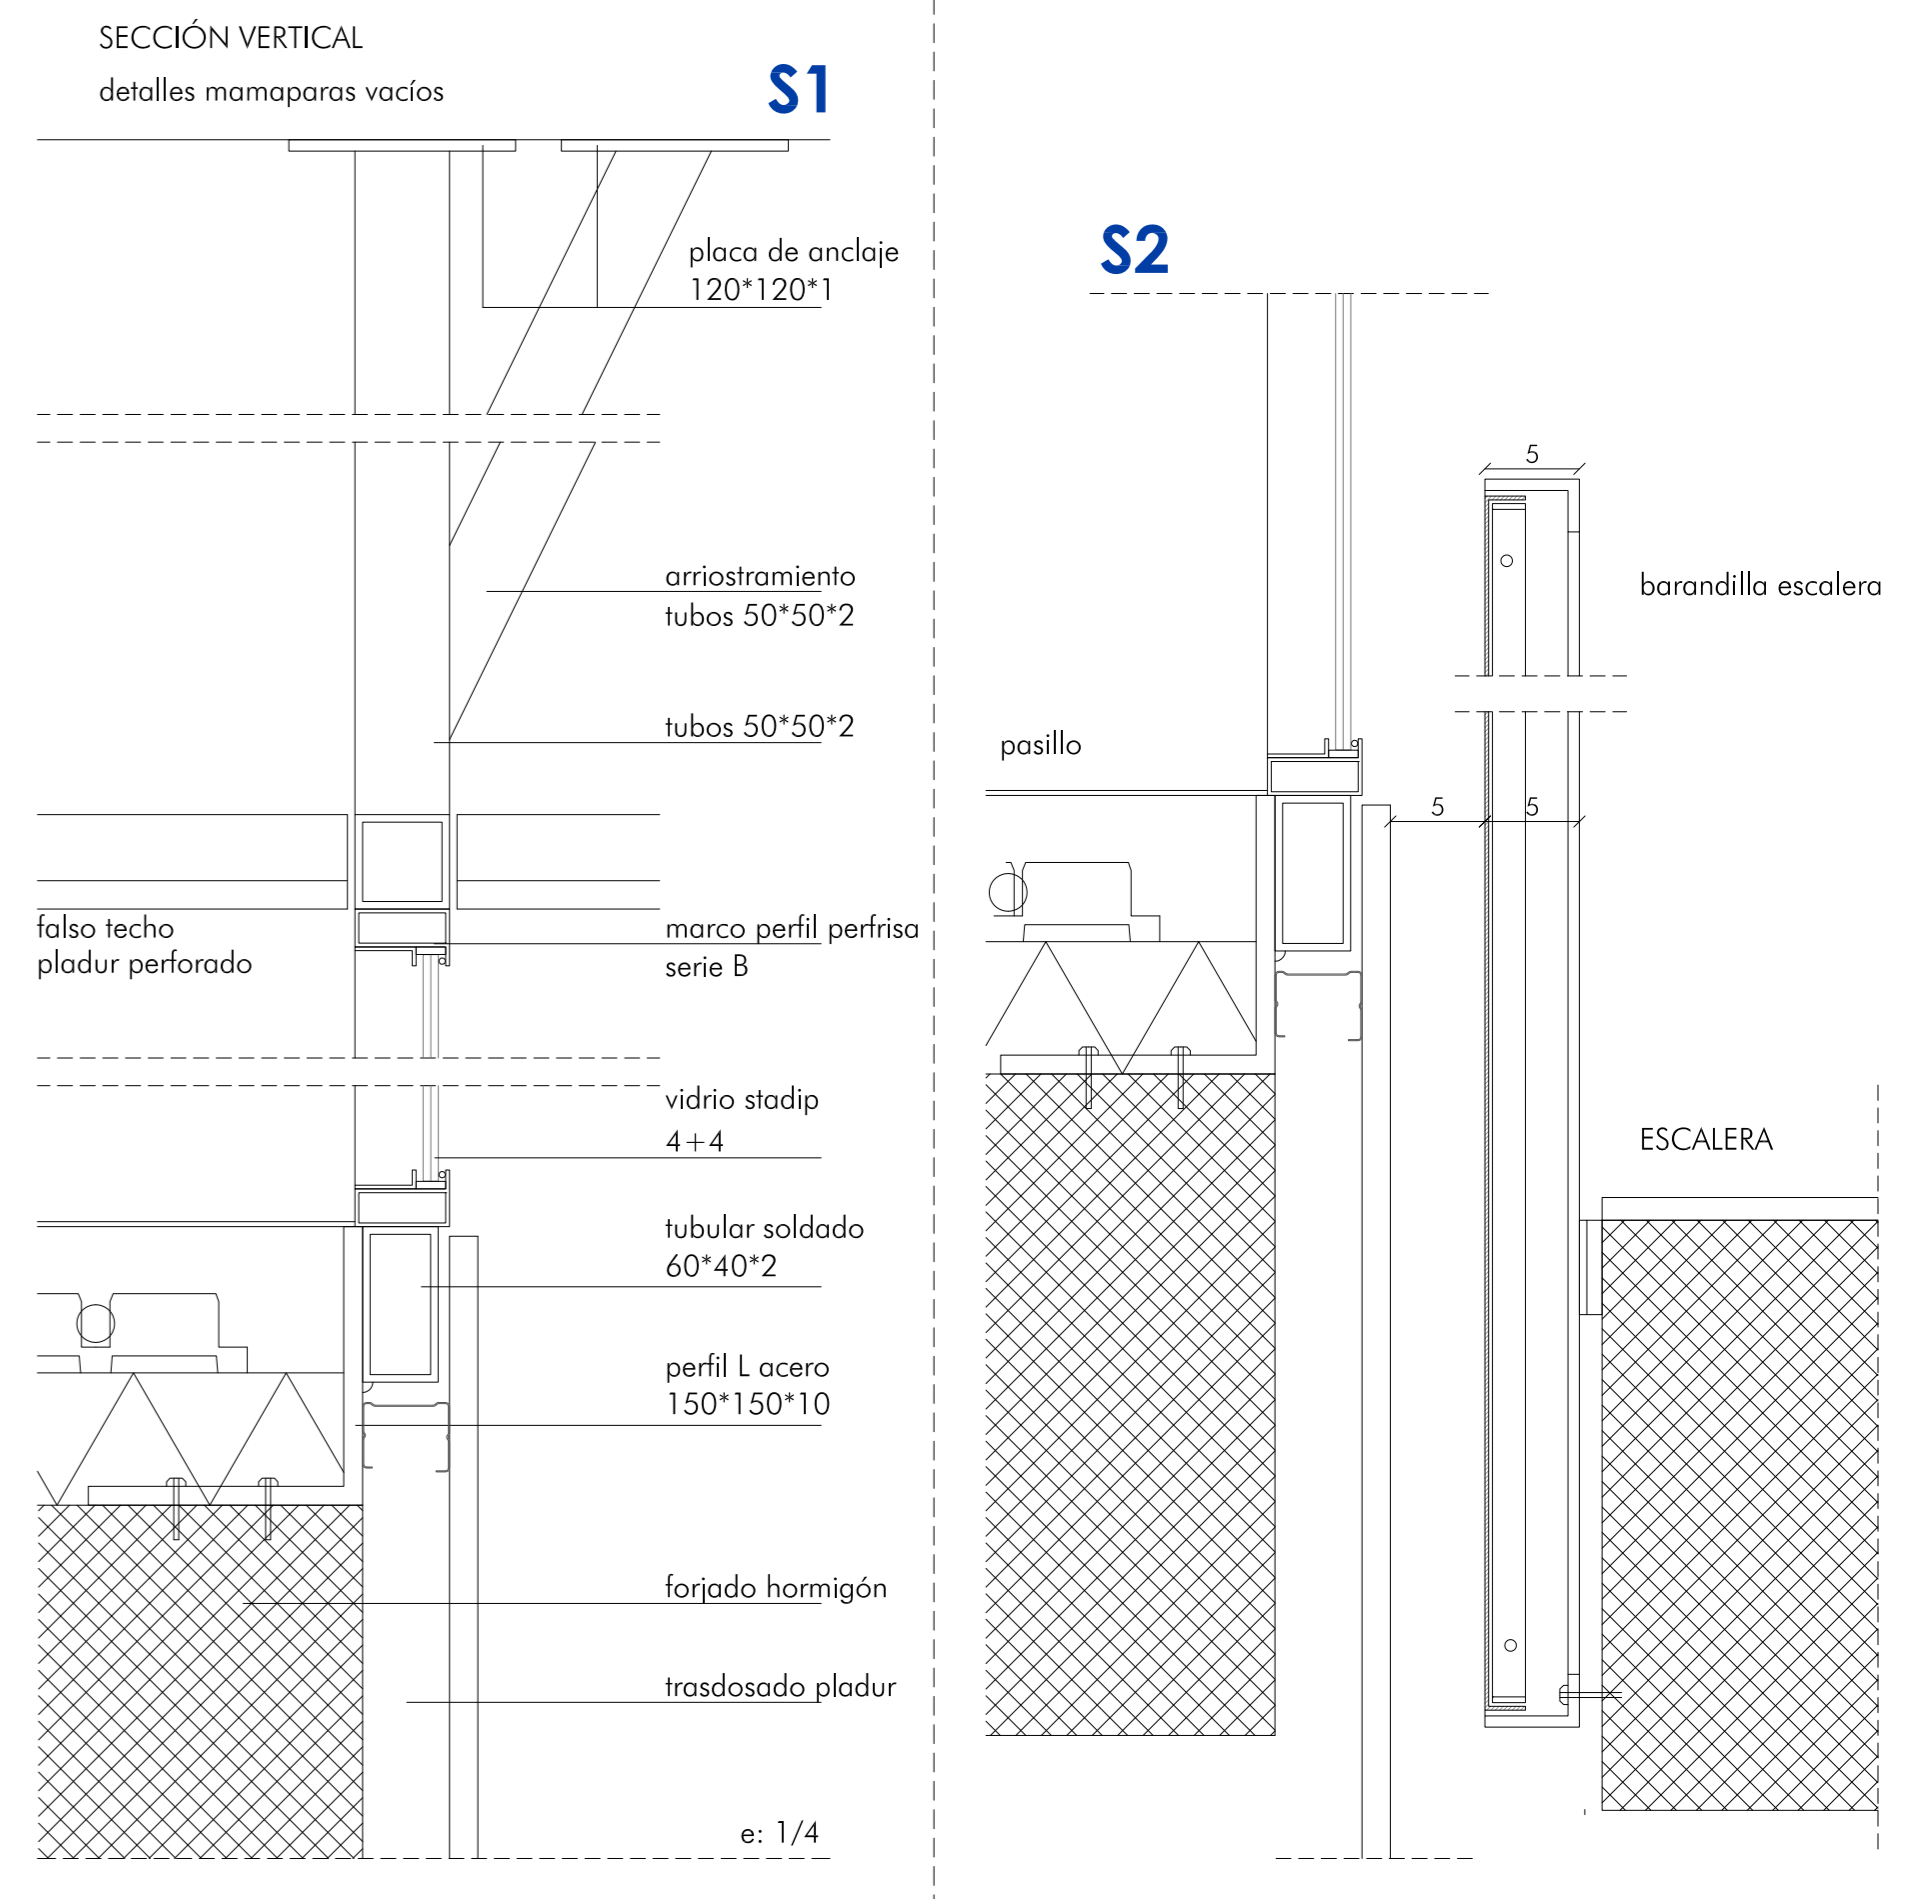 SECCIÓN VERTICAL
detalles mamaparas vacíos
S1
placa de anclaje
120*120*1
arriostramiento
tubos 50*50*2
tubos 50*50*2
falso techo
pladur perforado
marco perfil perfrisa
serie B
vidrio stadip
4+4
tubular soldado
60*40*2
perfil L acero
150*150*10
forjado hormigón
trasdosado pladur
e: 1/4
S2
5
barandilla escalera
pasillo
5
5
ESCALERA